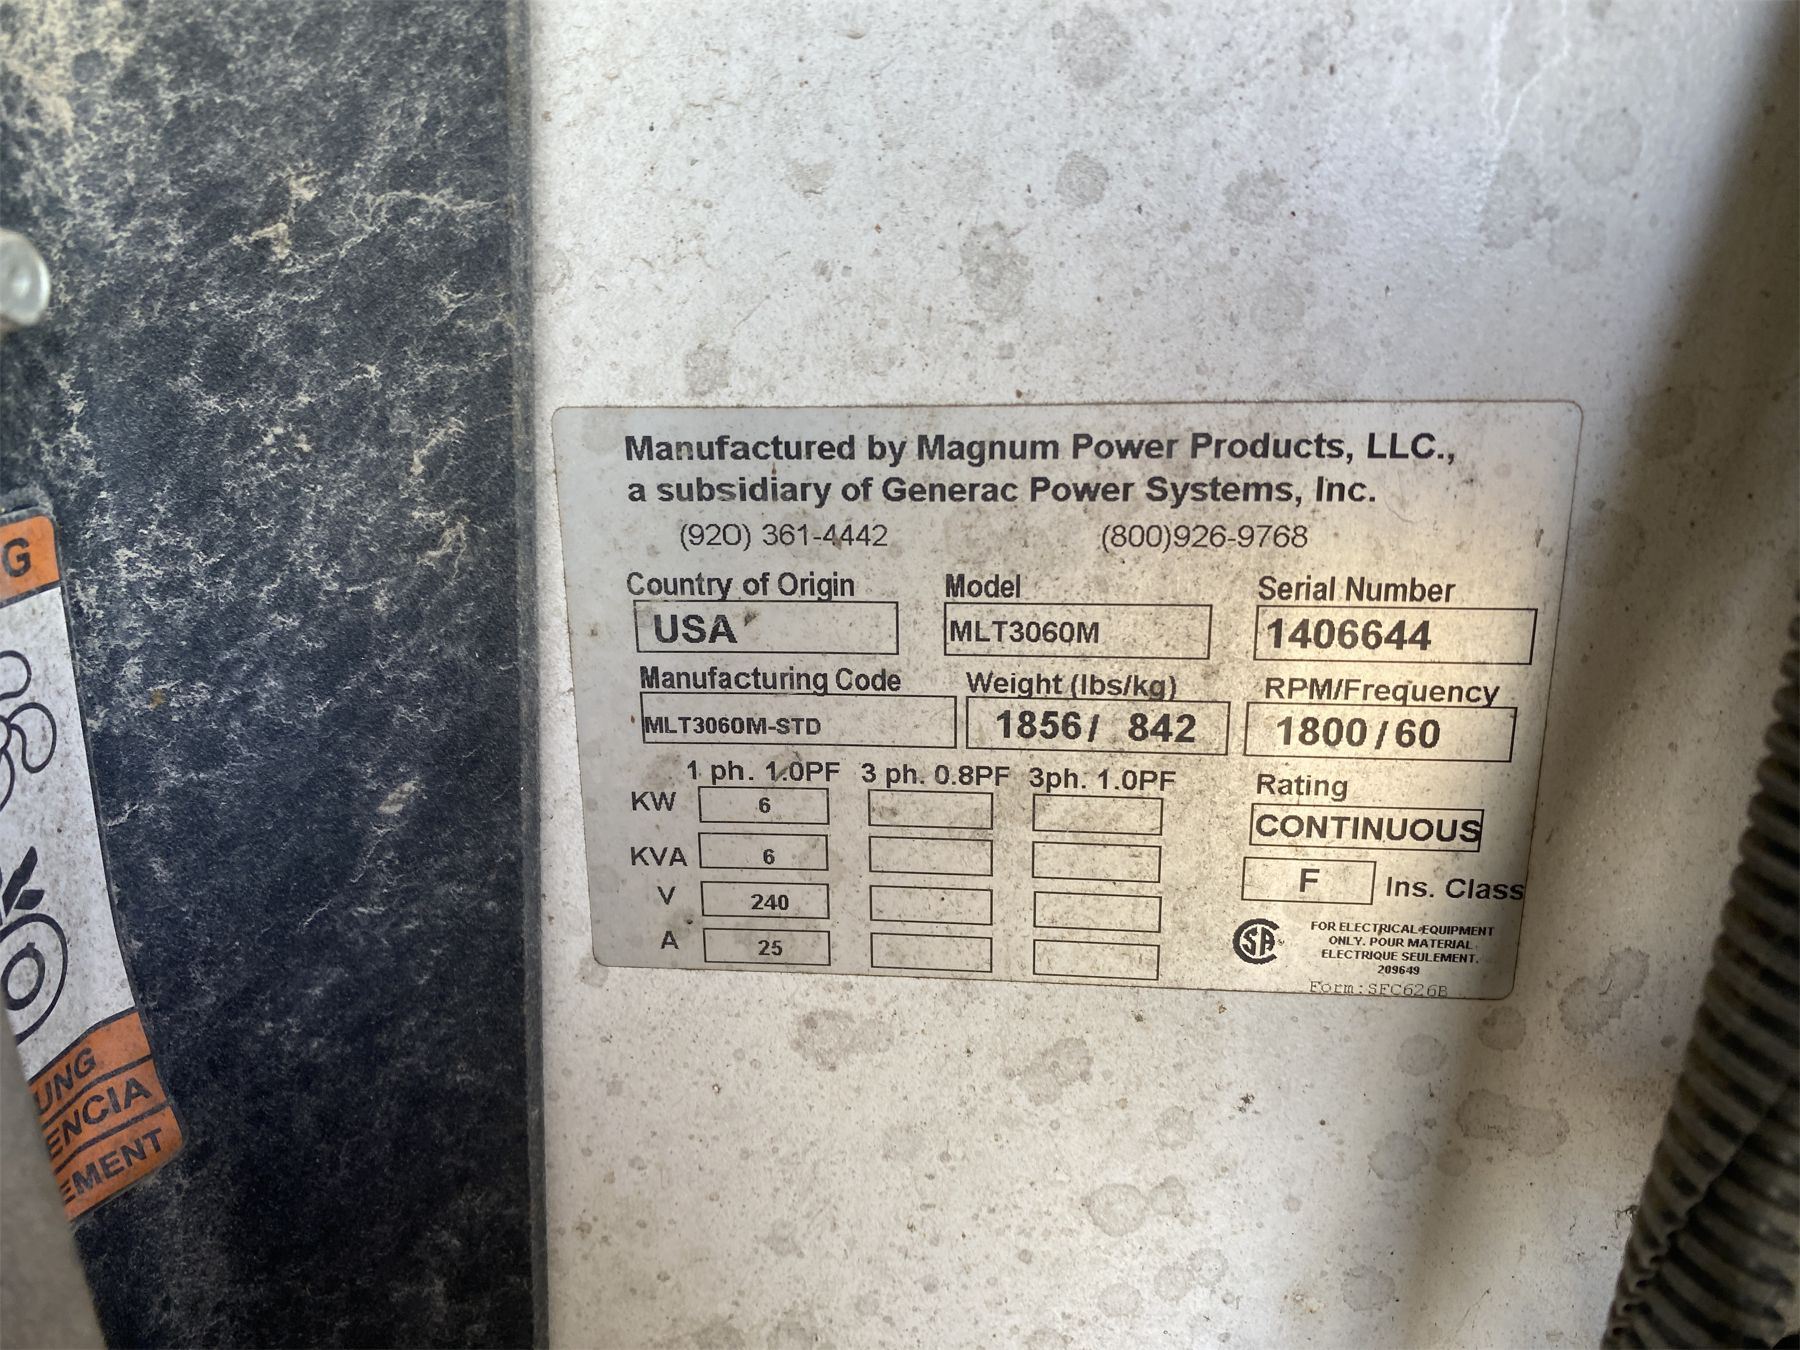 Manufactured by Magnum Power Products, LLC.,
a subsidiary of Generac Power Systems, Inc.
(920) 361-4442 (800)926-9768
Country of Origin Model Serial Number
USA MLT3060M 1406644
Manufacturing Code Weight (lbs/kg) RPM/Frequency
MLT3060M-STD 1856/ 842 1800/60
1 ph. 1.0PF 3 ph. 0.8PF 3ph. 1.0PF Rating
KW 6 CONTINUOUS
KVA 6 F Ins. Class
V 240
A 25
SA
FOR ELECTRICAL EQUIPMENT
ONLY. POUR MATERIAL
ELECTRIQUE SEULEMENT.
209649
Form:SFC626B
G
UNG
ENCIA
EMENT